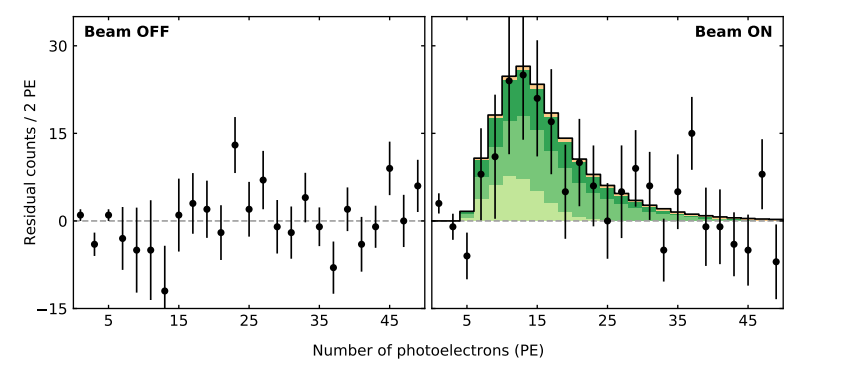 Beam OFF
Beam ON
Residual counts / 2 PE
30
15
0
−15
5 15 25 35 45
5 15 25 35 45
Number of photoelectrons (PE)